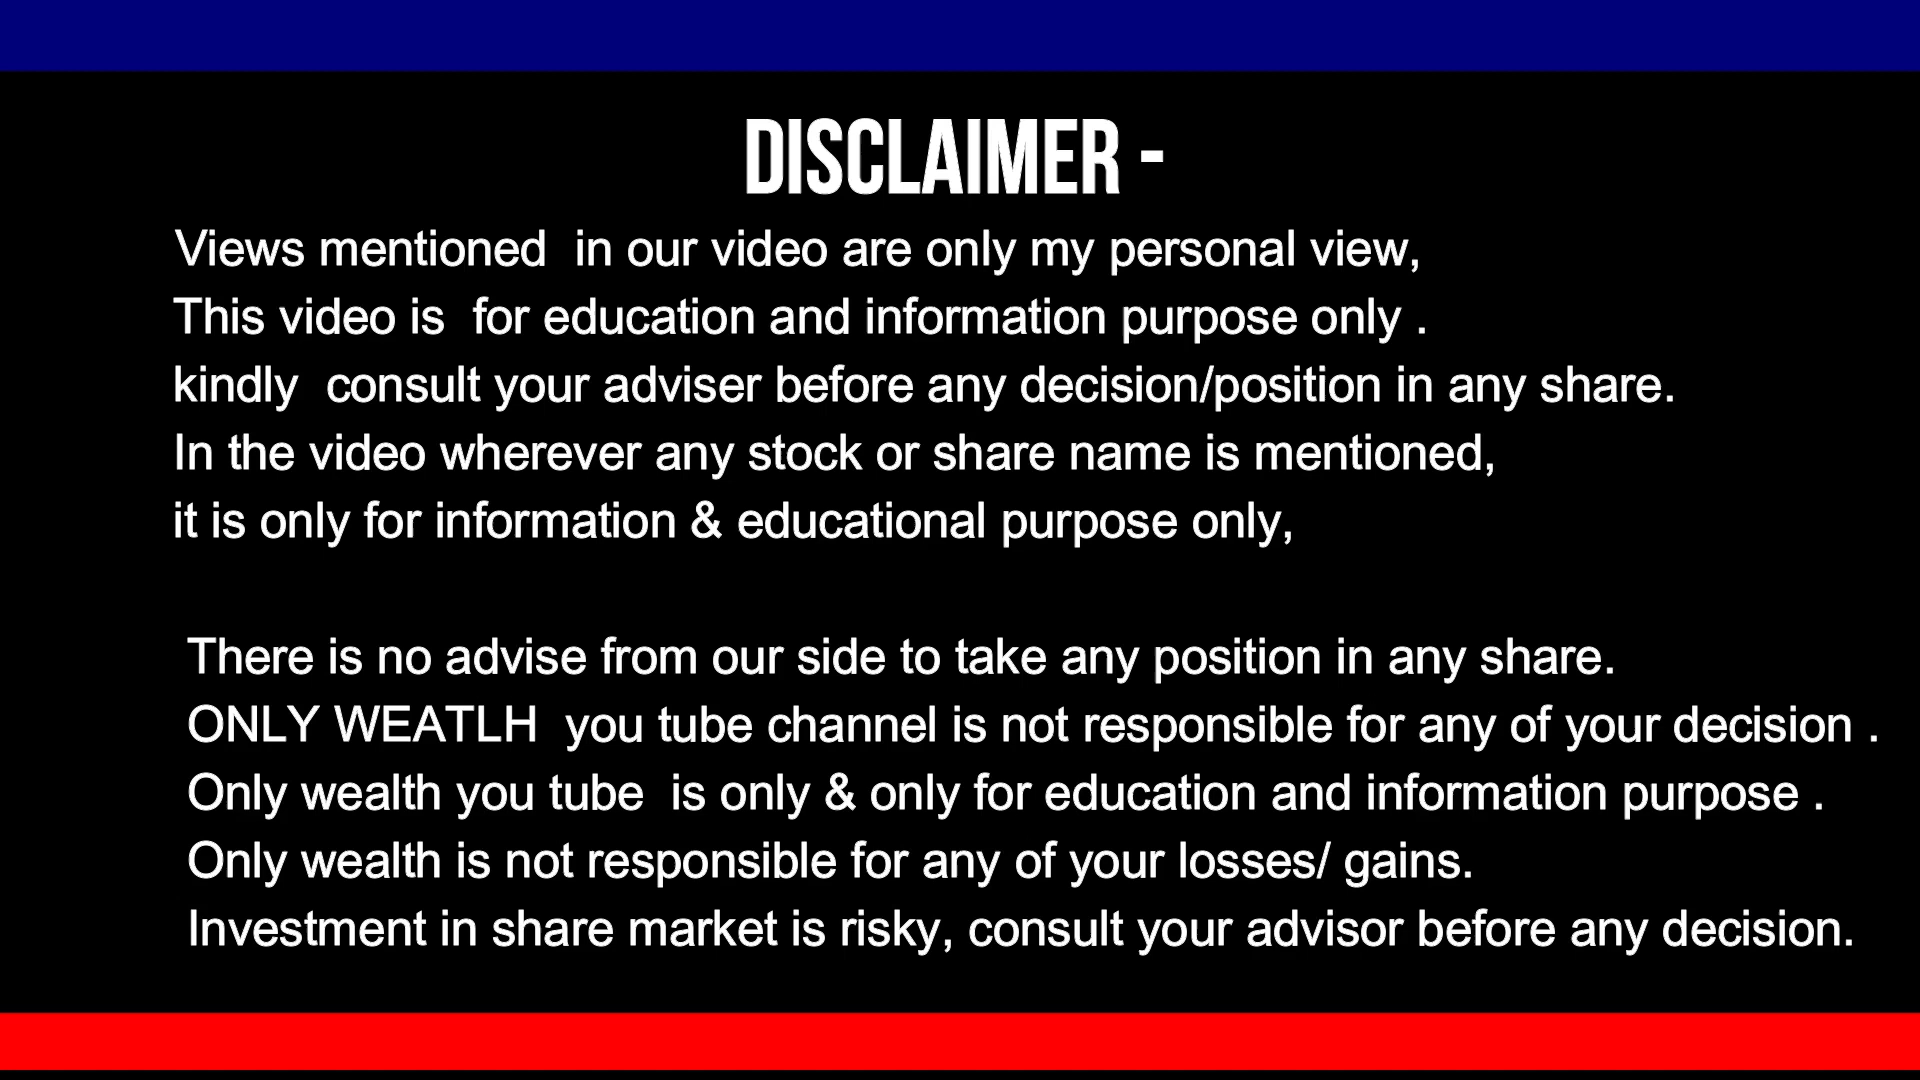 DISCLAIMER -
Views mentioned  in our video are only my personal view,
This video is  for education and information purpose only .
kindly  consult your adviser before any decision/position in any share.
In the video wherever any stock or share name is mentioned,
it is only for information & educational purpose only,
There is no advise from our side to take any position in any share.
ONLY WEATLH  you tube channel is not responsible for any of your decision .
Only wealth you tube  is only & only for education and information purpose .
Only wealth is not responsible for any of your losses/ gains.
Investment in share market is risky, consult your advisor before any decision.